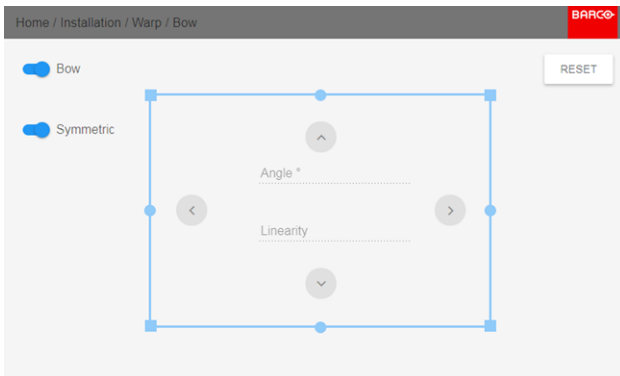 Home / Installation / Warp / Bow
BARCO
Bow
RESET
Symmetric
Angle *
Linearity